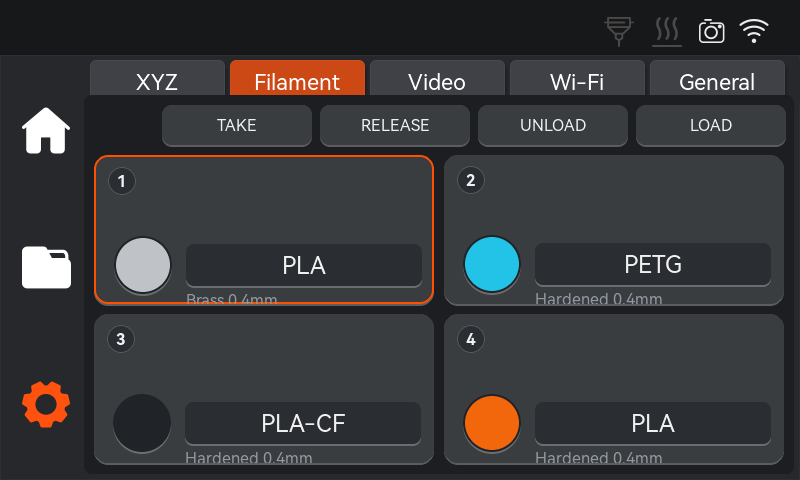 XYZ Filament Video Wi-Fi General
TAKE RELEASE UNLOAD LOAD
1
PLA
Brass 0.4mm
2
PETG
Hardened 0.4mm
3
PLA-CF
Hardened 0.4mm
4
PLA
Hardened 0.4mm